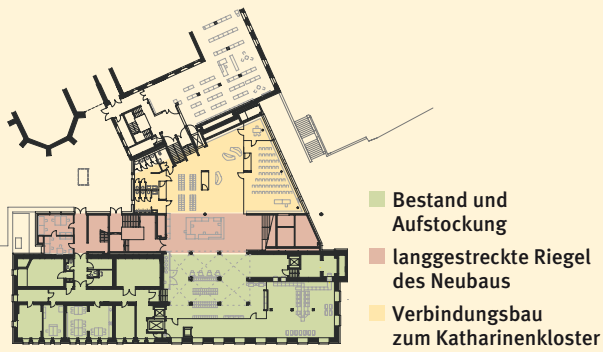 Bestand und
Aufstockung
langgestreckte Riegel
des Neubaus
Verbindungsbau
zum Katharinenkloster